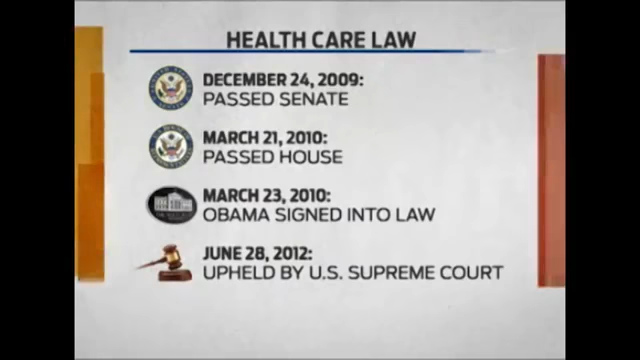 HEALTH CARE LAW
DECEMBER 24, 2009:
PASSED SENATE
MARCH 21, 2010:
PASSED HOUSE
MARCH 23, 2010:
OBAMA SIGNED INTO LAW
JUNE 28, 2012:
UPHELD BY U.S. SUPREME COURT